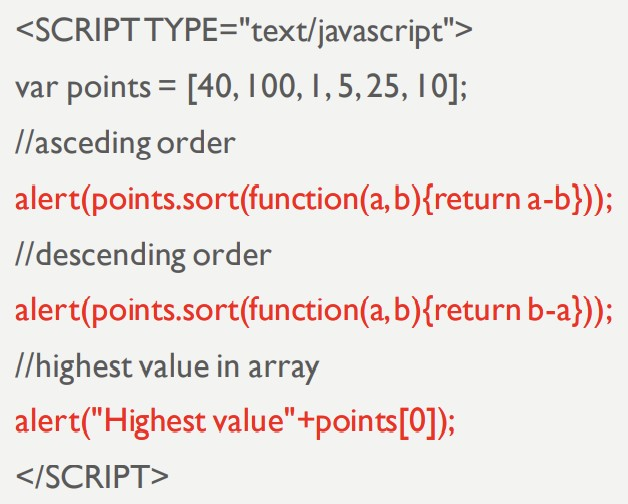 <SCRIPT TYPE="text/javascript">
var points = [40, 100, 1, 5, 25, 10];
//asceding order
alert(points.sort(function(a, b){return a-b}));
//descending order
alert(points.sort(function(a, b){return b-a}));
//highest value in array
alert("Highest value"+points[0]);
</SCRIPT>